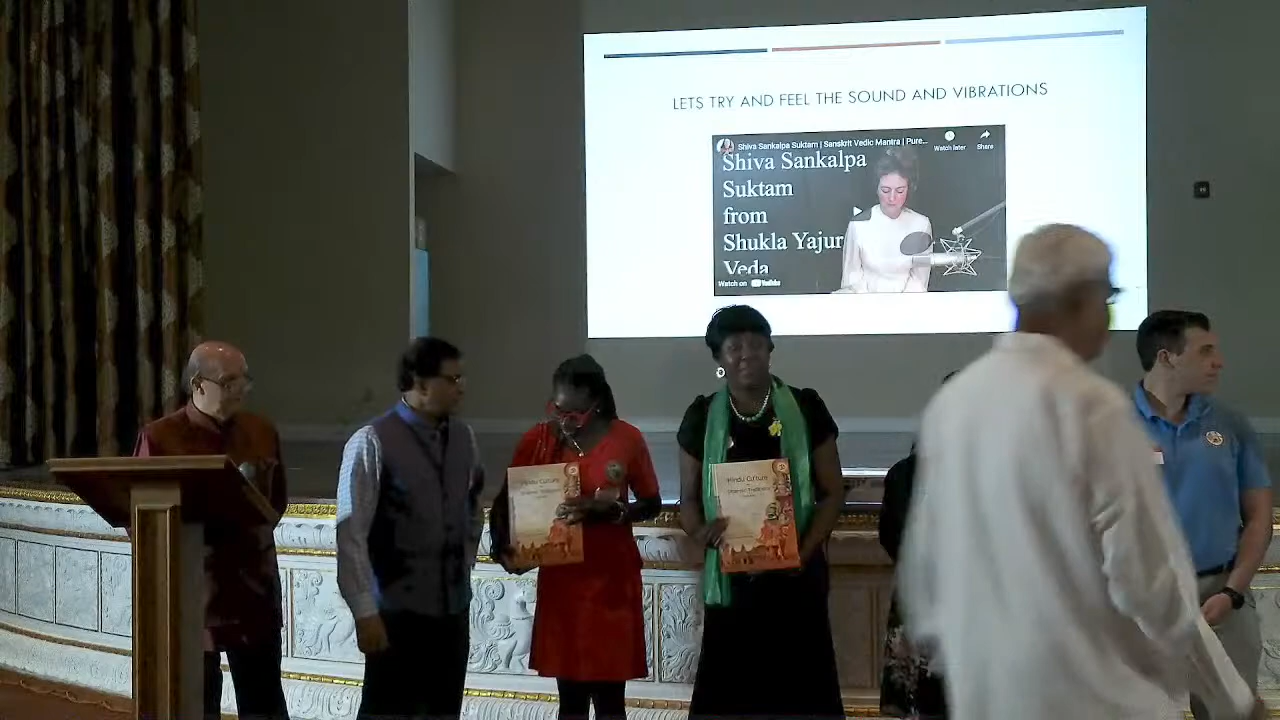 LETS TRY AND FEEL THE SOUND AND VIBRATIONS
Shiva Sankalpa Suktam | Sanskrit Vedic Mantra | Pure...
Watch later
Share
Shiva Sankalpa
Suktam
from
Shukla Yajur
Veda
Watch on YouTube
Hindu Culture
Hindu Culture